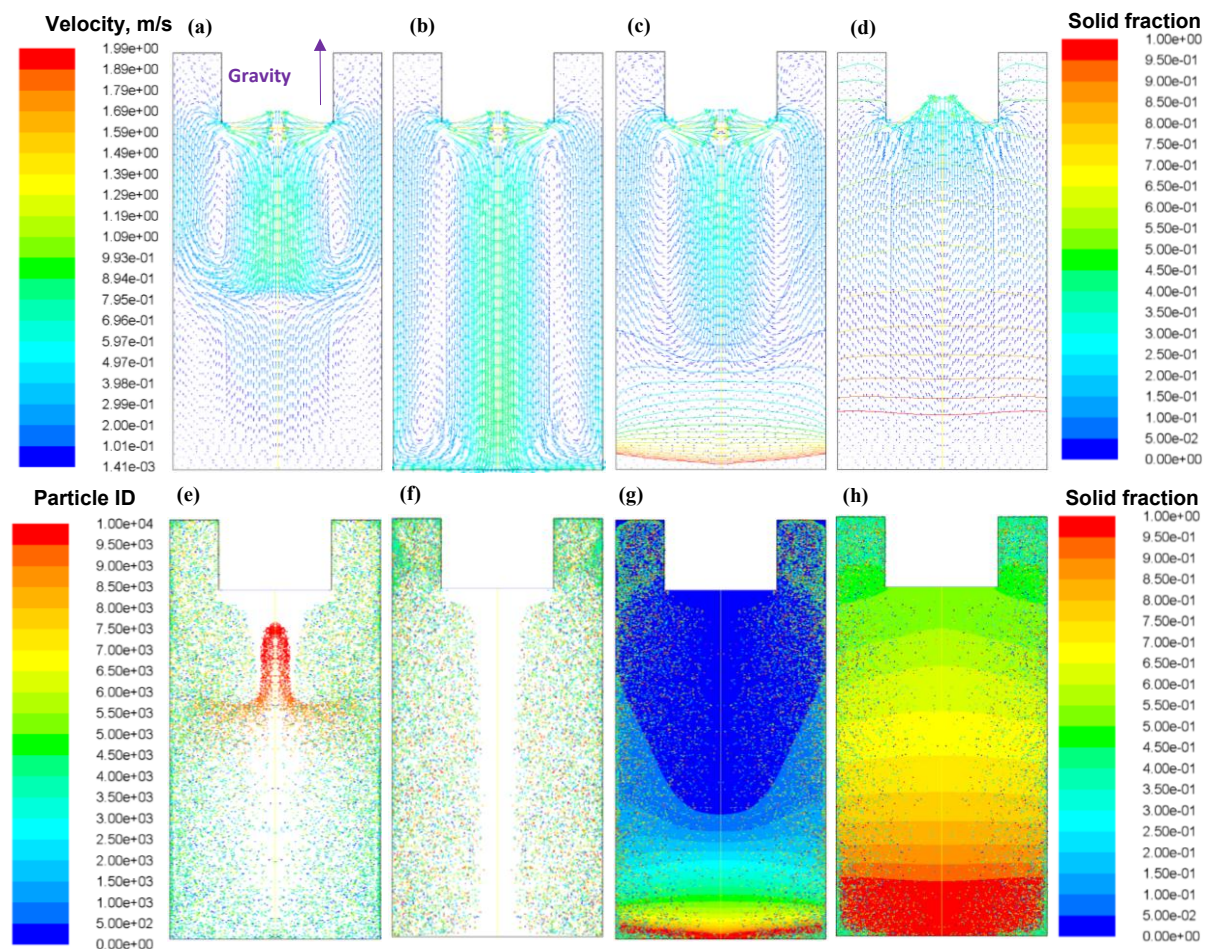 Velocity, m/s
(a)
(b)
(c)
(d)
Solid fraction
Gravity
1.99e+00
1.89e+00
1.79e+00
1.69e+00
1.59e+00
1.49e+00
1.39e+00
1.29e+00
1.19e+00
1.09e+00
9.93e-01
8.94e-01
7.95e-01
6.96e-01
5.97e-01
4.97e-01
3.98e-01
2.99e-01
2.00e-01
1.01e-01
1.41e-03
1.00e+00
9.50e-01
9.00e-01
8.50e-01
8.00e-01
7.50e-01
7.00e-01
6.50e-01
6.00e-01
5.50e-01
5.00e-01
4.50e-01
4.00e-01
3.50e-01
3.00e-01
2.50e-01
2.00e-01
1.50e-01
1.00e-01
5.00e-02
0.00e+00
Particle ID
(e)
(f)
(g)
(h)
Solid fraction
1.00e+04
9.50e+03
9.00e+03
8.50e+03
8.00e+03
7.50e+03
7.00e+03
6.50e+03
6.00e+03
5.50e+03
5.00e+03
4.50e+03
4.00e+03
3.50e+03
3.00e+03
2.50e+03
2.00e+03
1.50e+03
1.00e+03
5.00e+02
0.00e+00
1.00e+00
9.50e-01
9.00e-01
8.50e-01
8.00e-01
7.50e-01
7.00e-01
6.50e-01
6.00e-01
5.50e-01
5.00e-01
4.50e-01
4.00e-01
3.50e-01
3.00e-01
2.50e-01
2.00e-01
1.50e-01
1.00e-01
5.00e-02
0.00e+00